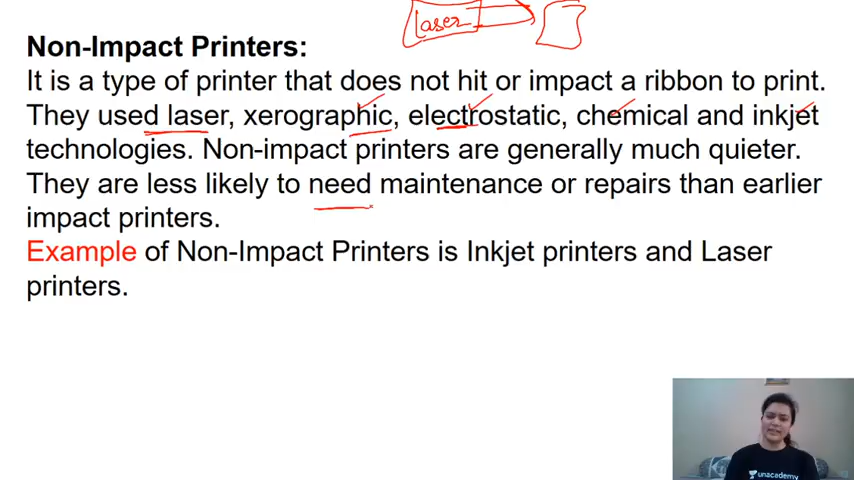 Laser
Non-Impact Printers:
It is a type of printer that does not hit or impact a ribbon to print.
They used laser, xerographic, electrostatic, chemical and inkjet
technologies. Non-impact printers are generally much quieter.
They are less likely to need maintenance or repairs than earlier
impact printers.
Example of Non-Impact Printers is Inkjet printers and Laser
printers.
unacademy